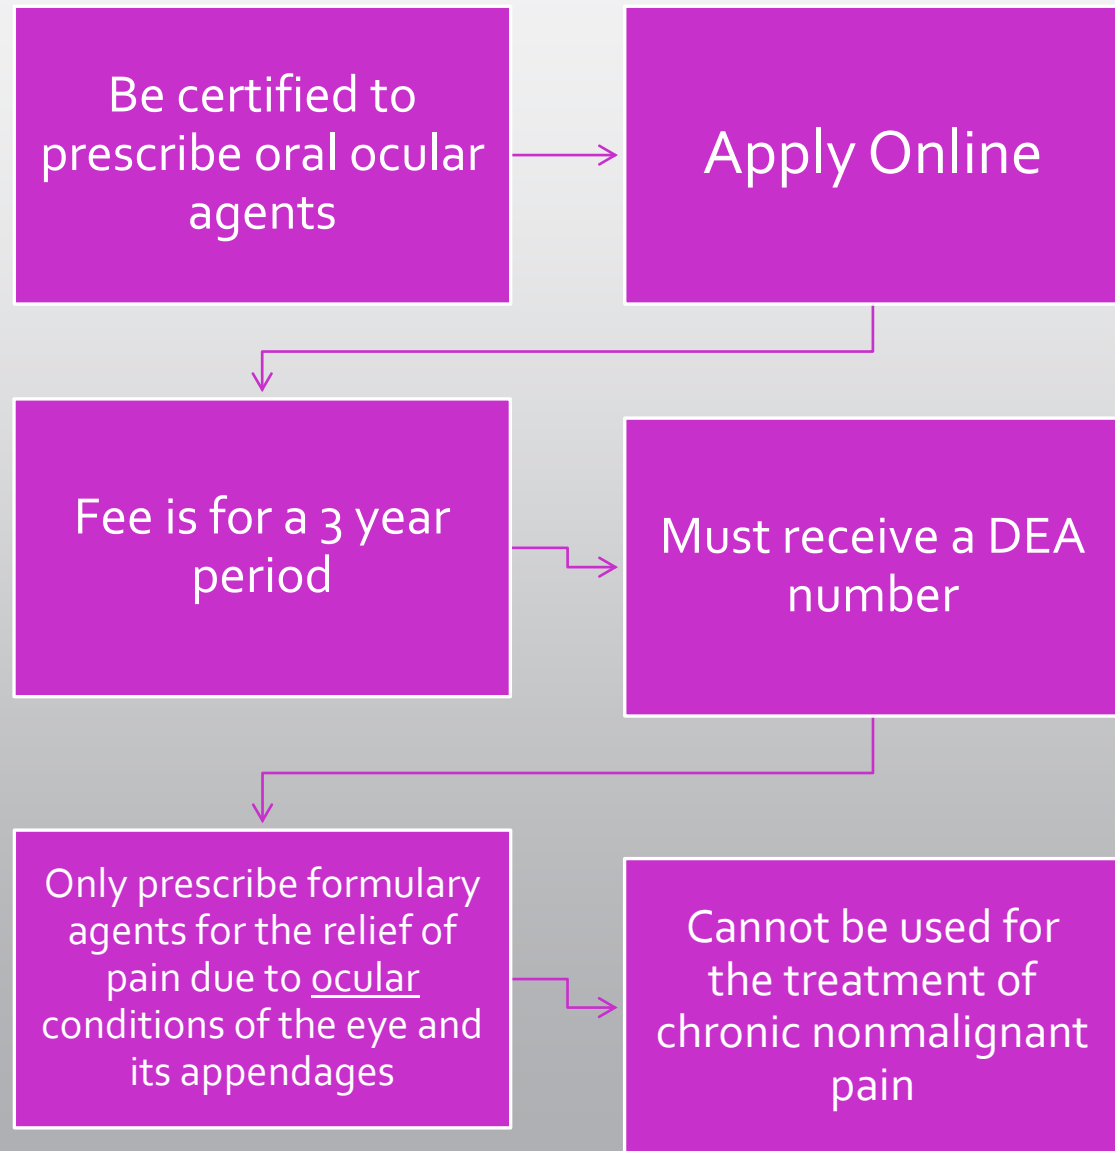 Be certified to
prescribe oral ocular
agents
Apply Online
Fee is for a 3 year
period
Must receive a DEA
number
Only prescribe formulary
agents for the relief of
pain due to ocular
conditions of the eye and
its appendages
Cannot be used for
the treatment of
chronic nonmalignant
pain